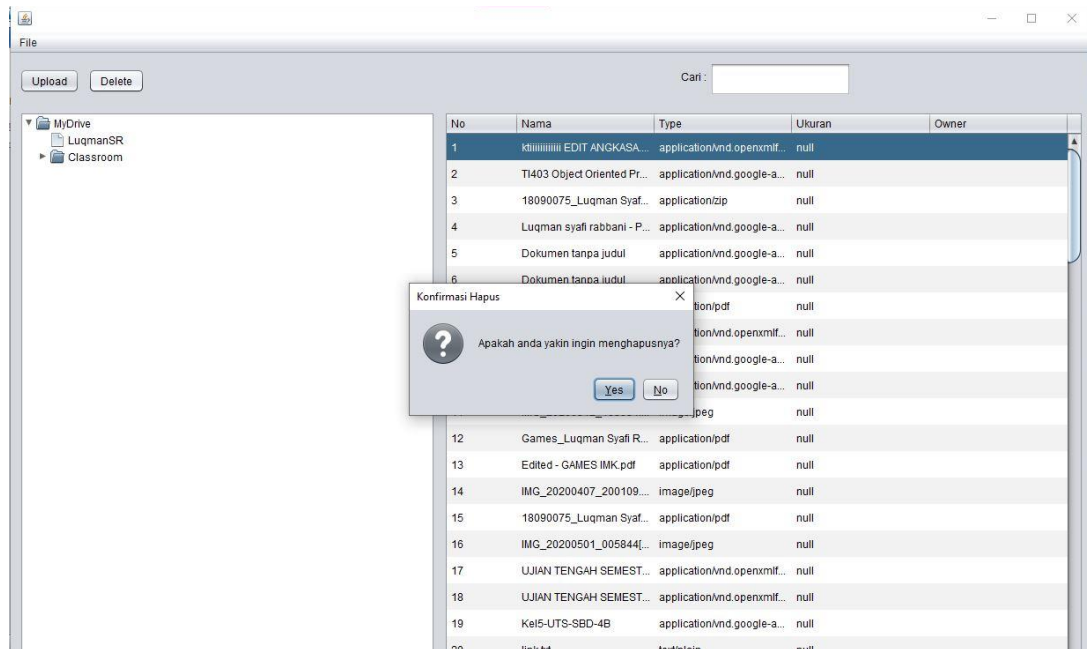 File
Upload Delete Cari :
MyDrive
LuqmanSR
Classroom
No Nama Type Ukuran Owner
1 ktiiiiiiiiiiii EDIT ANGKASA.... application/vnd.openxmlf... null
2 TI403 Object Oriented Pr... application/vnd.google-a... null
3 18090075_Luqman Syaf... application/zip null
4 Luqman syafi rabbani - P... application/vnd.google-a... null
5 Dokumen tanpa judul application/vnd.google-a... null
6 Dokumen tanpa judul application/vnd.google-a... null
Konfirmasi Hapus
Apakah anda yakin ingin menghapusnya?
Yes No
tion/pdf null
tion/vnd.openxmlf... null
tion/vnd.google-a... null
tion/vnd.google-a... null
jpeg null
12 Games_Luqman Syafi R... application/pdf null
13 Edited - GAMES IMK.pdf application/pdf null
14 IMG_20200407_200109.... image/jpeg null
15 18090075_Luqman Syaf... application/pdf null
16 IMG_20200501_005844[... image/jpeg null
17 UJIAN TENGAH SEMEST... application/vnd.openxmlf... null
18 UJIAN TENGAH SEMEST... application/vnd.openxmlf... null
19 Kel5-UTS-SBD-4B application/vnd.google-a... null